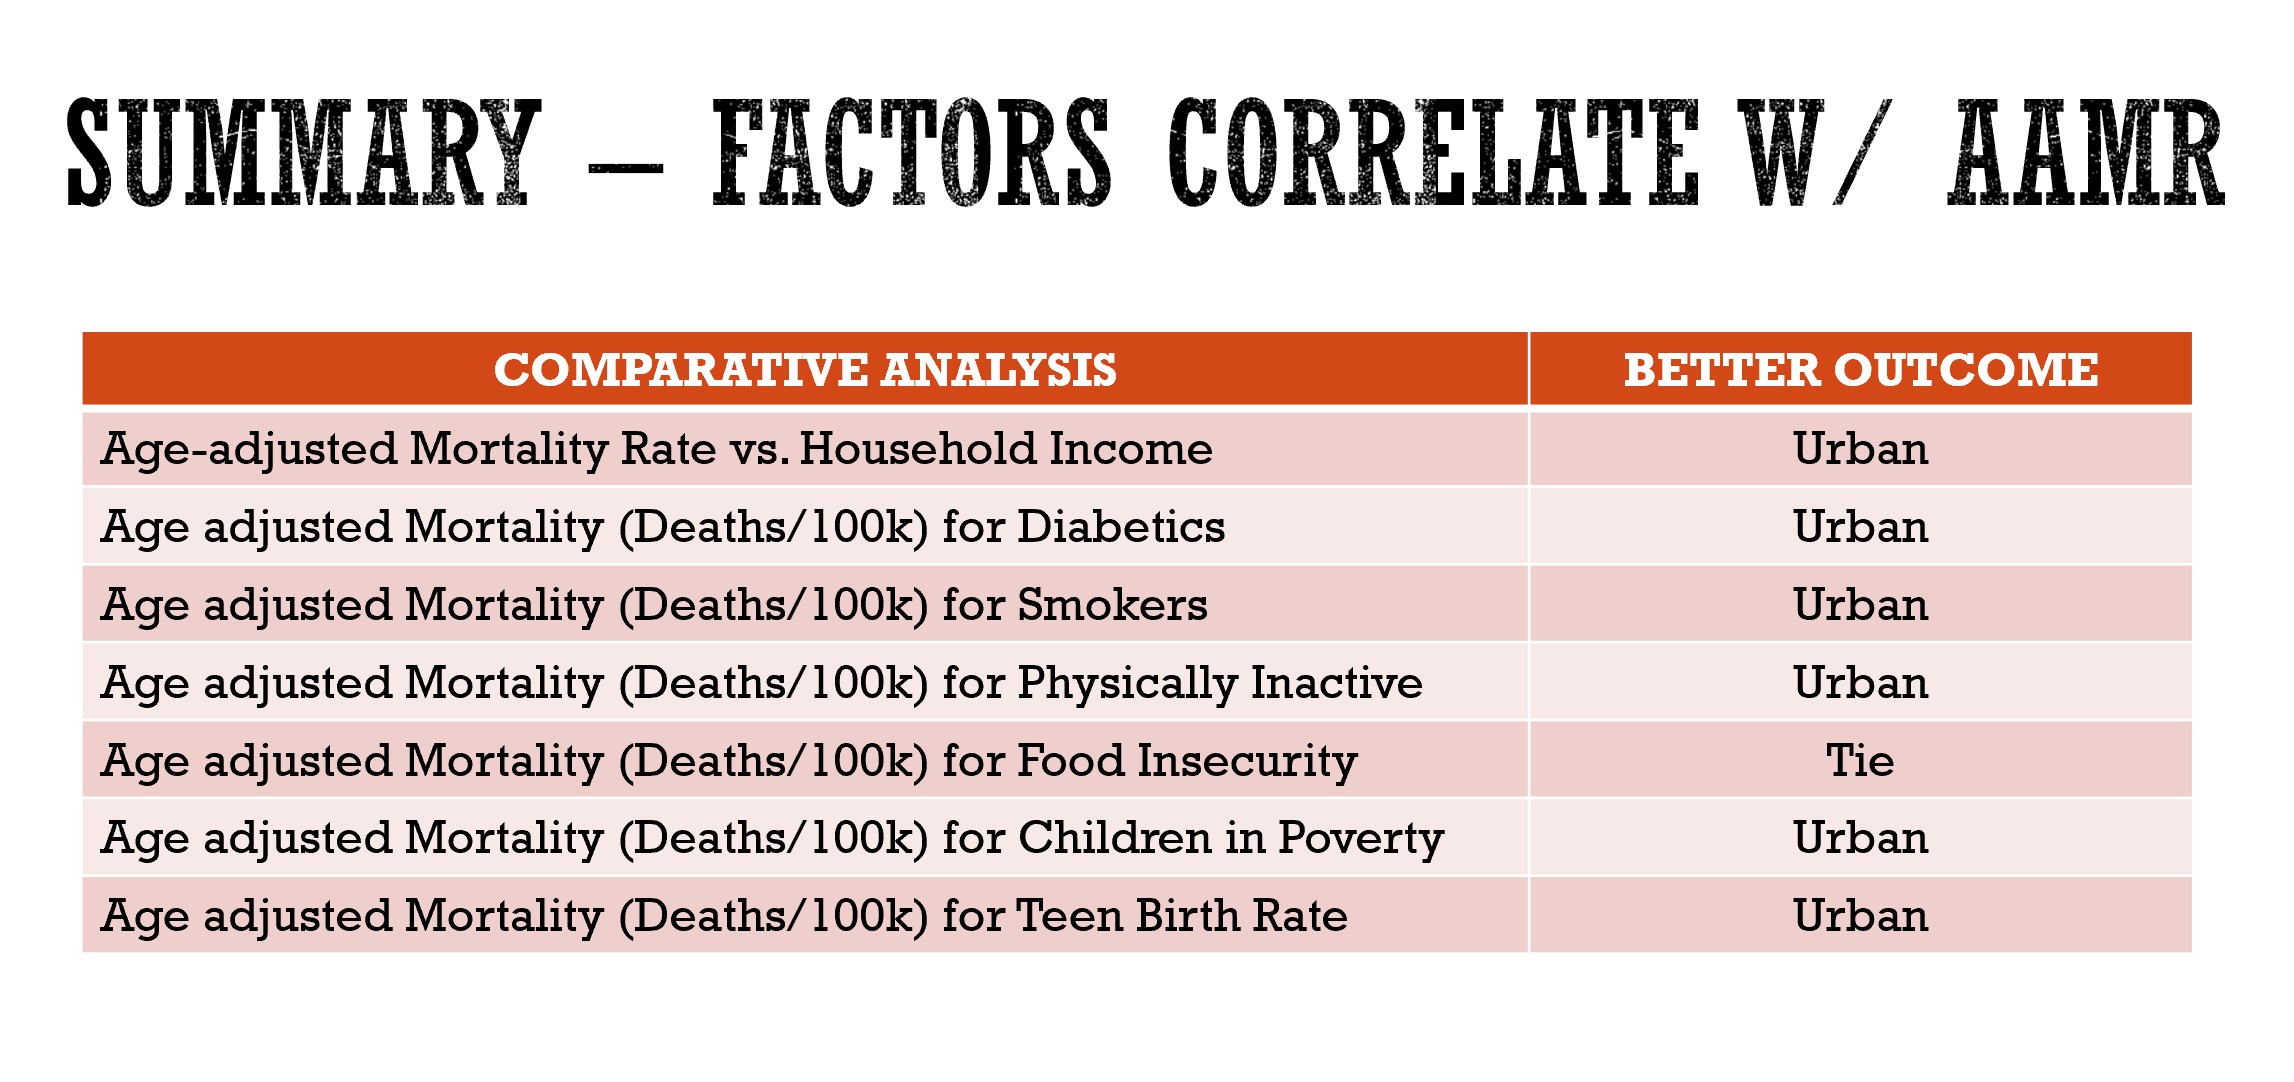 SUMMARY – FACTORS CORRELATE W/ AAMR
COMPARATIVE ANALYSIS BETTER OUTCOME
Age-adjusted Mortality Rate vs. Household Income Urban
Age adjusted Mortality (Deaths/100k) for Diabetics Urban
Age adjusted Mortality (Deaths/100k) for Smokers Urban
Age adjusted Mortality (Deaths/100k) for Physically Inactive Urban
Age adjusted Mortality (Deaths/100k) for Food Insecurity Tie
Age adjusted Mortality (Deaths/100k) for Children in Poverty Urban
Age adjusted Mortality (Deaths/100k) for Teen Birth Rate Urban